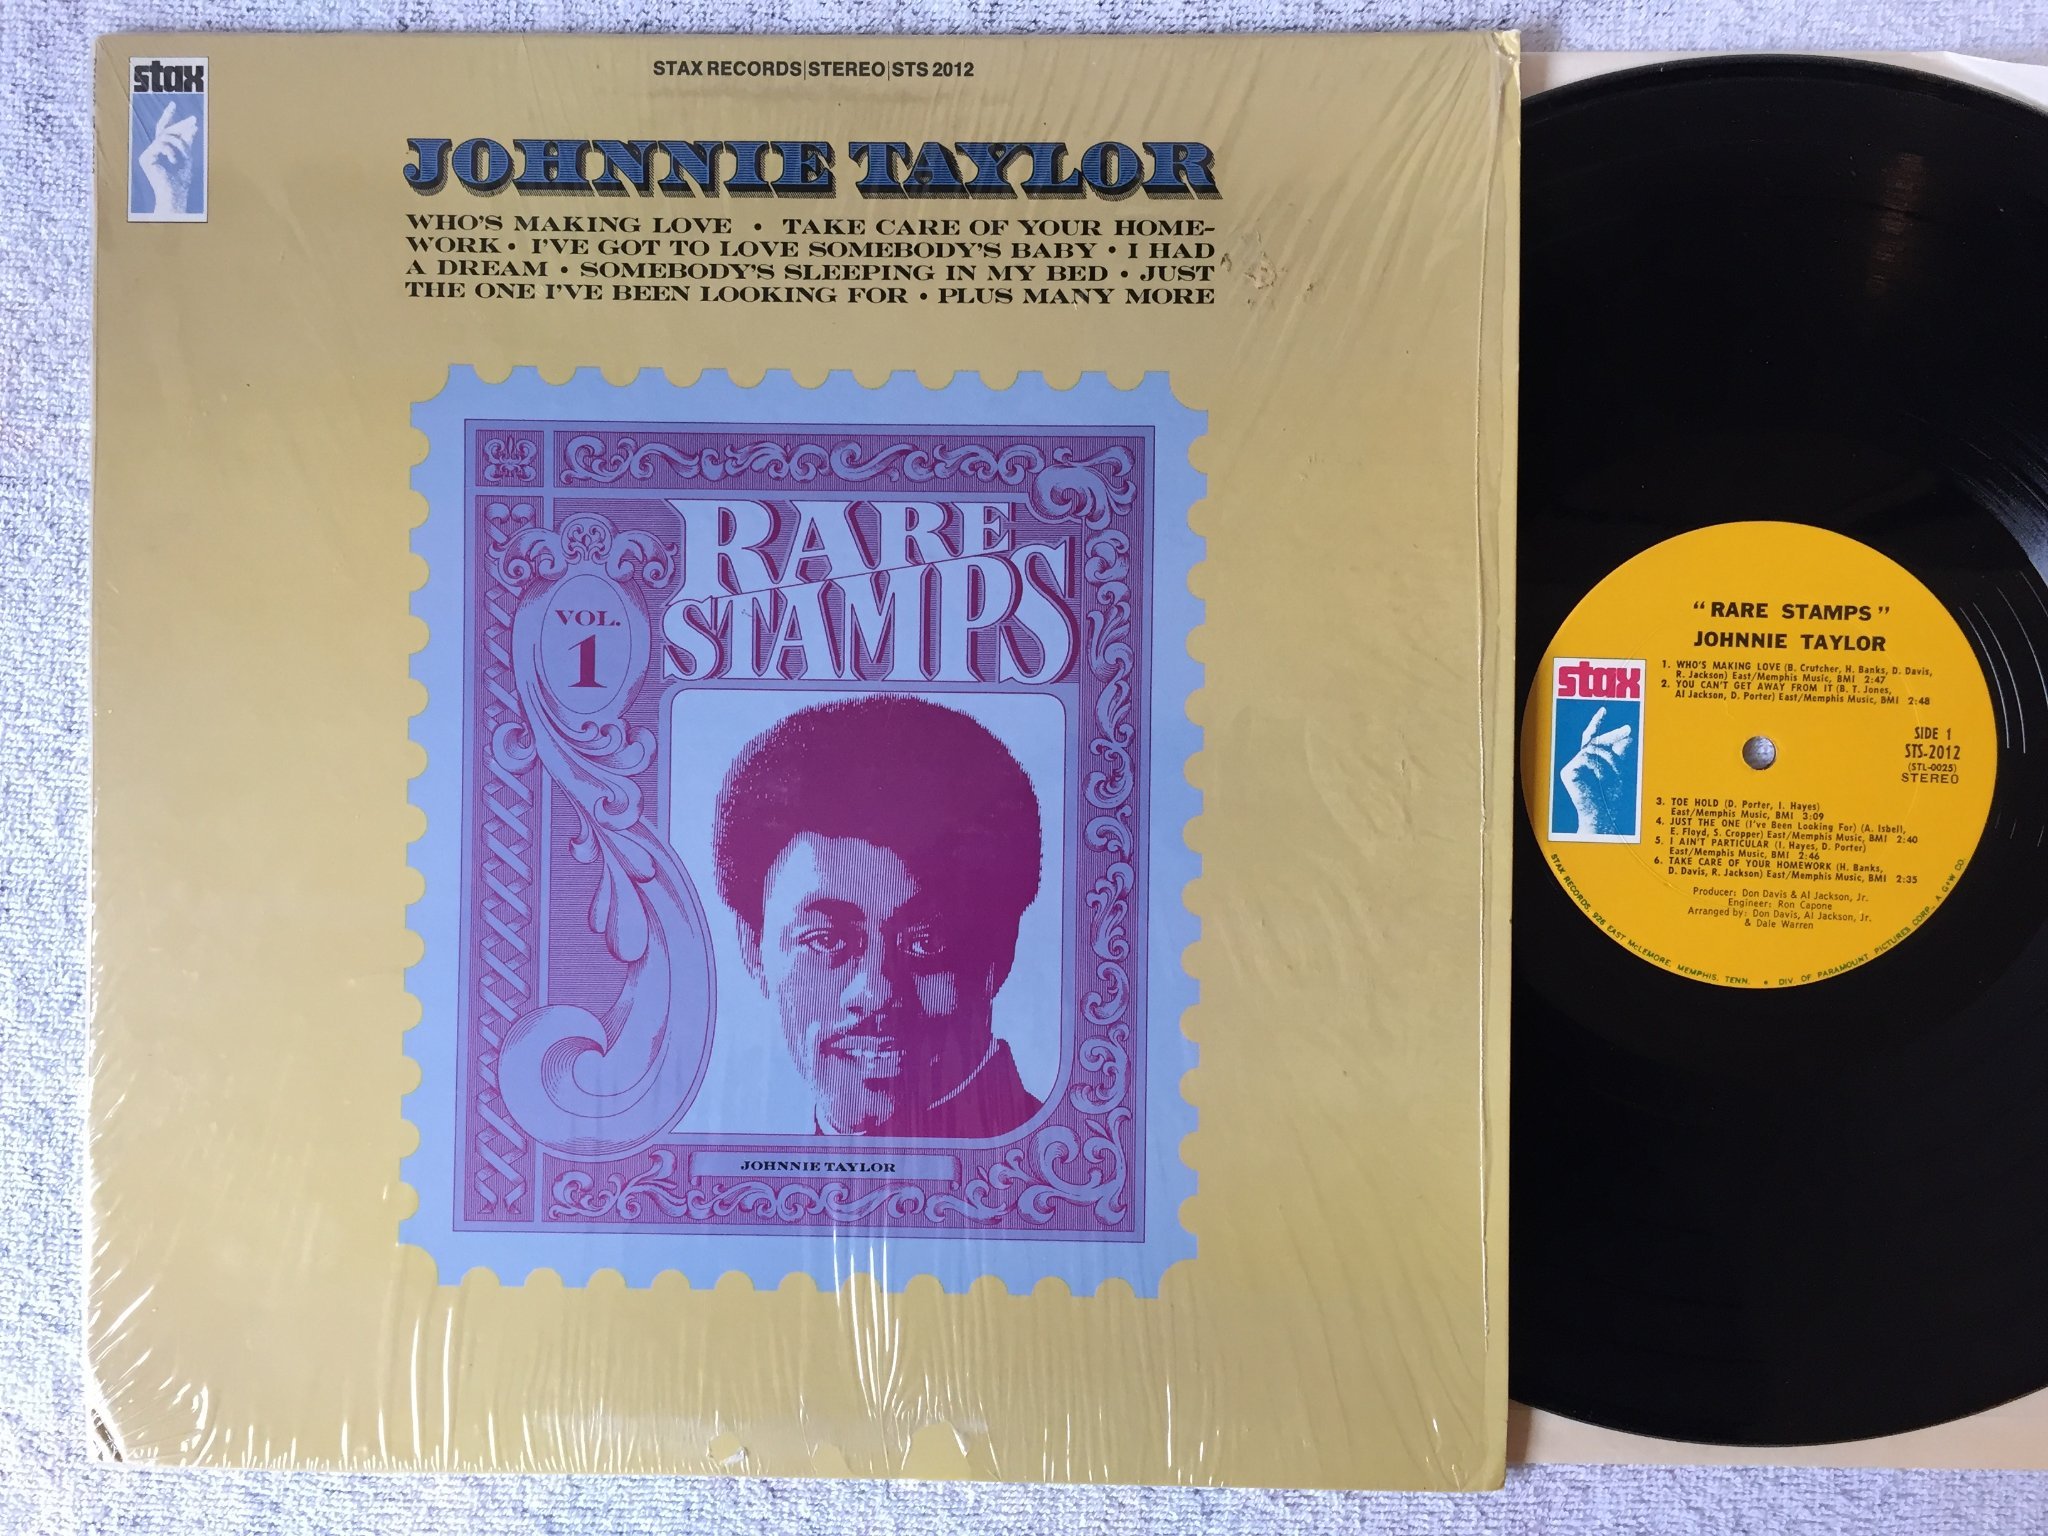 stax
STAX RECORDS|STEREO|STS 2012
JOHNNIE TAYLOR
WHO'S MAKING LOVE • TAKE CARE OF YOUR HOME-
WORK • I'VE GOT TO LOVE SOMEBODY'S BABY • I HAD
A DREAM • SOMEBODY'S SLEEPING IN MY BED • JUST
THE ONE I'VE BEEN LOOKING FOR • PLUS MANY MORE
RARE
STAMPS
VOL.
1
JOHNNIE TAYLOR
"RARE STAMPS"
JOHNNIE TAYLOR
stax
1. WHO'S MAKING LOVE (B. Crutcher, H. Banks, D. Davis,
R. Jackson) East/Memphis Music, BMI 2:47
2. YOU CAN'T GET AWAY FROM IT (B. T. Jones,
Al Jackson, D. Porter) East/Memphis Music, BMI 2:48
SIDE 1
STS-2012
(STL-0025)
STEREO
3. TOE HOLD (D. Porter, I. Hayes)
East/Memphis Music, BMI 3:09
4. JUST THE ONE (I've Been Looking For) (A. Isbell,
E. Floyd, S. Cropper) East/Memphis Music, BMI 2:40
5. I AIN'T PARTICULAR (I. Hayes, D. Porter)
East/Memphis Music, BMI 2:46
6. TAKE CARE OF YOUR HOMEWORK (H. Banks,
D. Davis, R. Jackson) East/Memphis Music, BMI 2:35
Producer: Don Davis & Al Jackson, Jr.
Engineer: Ron Capone
Arranged by: Don Davis, Al Jackson, Jr.
& Dale Warren
STAX RECORDS, 926 EAST McLEMORE, MEMPHIS, TENN. • DIV. OF PARAMOUNT PICTURES CORP., A G+W CO.